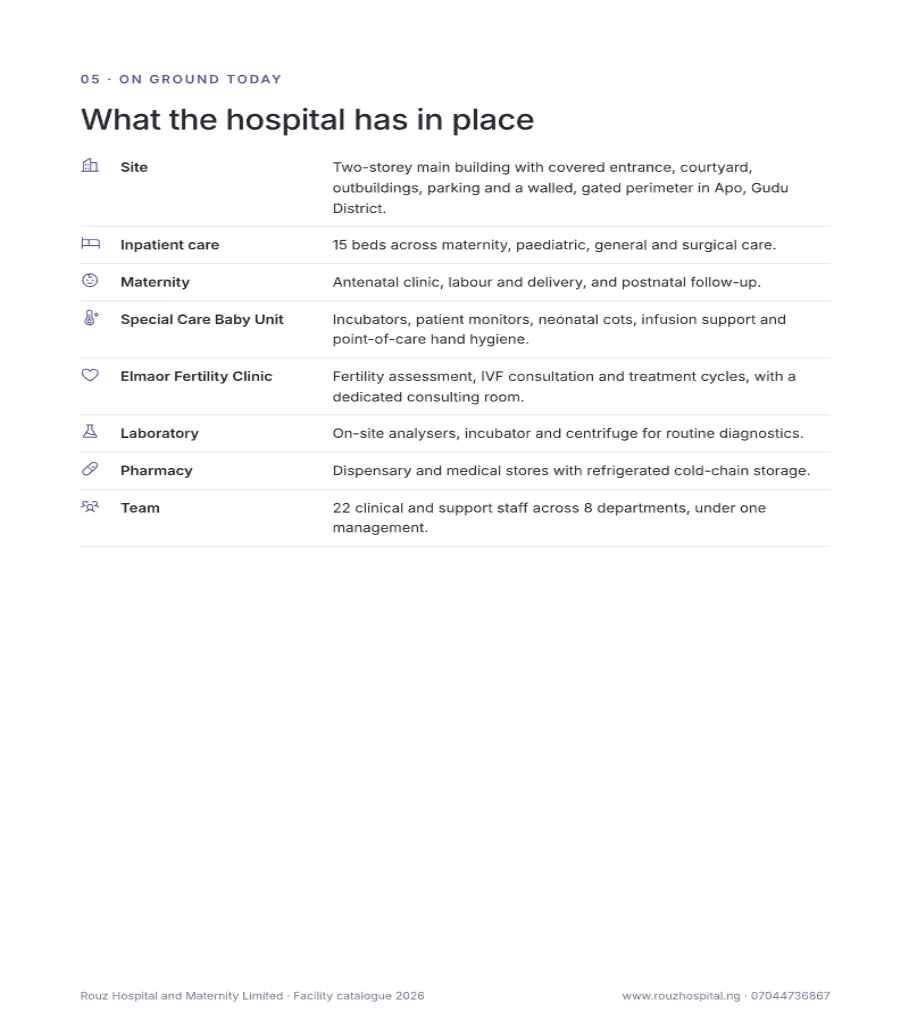 05 · ON GROUND TODAY
What the hospital has in place
Site
Two-storey main building with covered entrance, courtyard,
outbuildings, parking and a walled, gated perimeter in Apo, Gudu
District.
Inpatient care
15 beds across maternity, paediatric, general and surgical care.
Maternity
Antenatal clinic, labour and delivery, and postnatal follow-up.
Special Care Baby Unit
Incubators, patient monitors, neonatal cots, infusion support and
point-of-care hand hygiene.
Elmaor Fertility Clinic
Fertility assessment, IVF consultation and treatment cycles, with a
dedicated consulting room.
Laboratory
On-site analysers, incubator and centrifuge for routine diagnostics.
Pharmacy
Dispensary and medical stores with refrigerated cold-chain storage.
Team
22 clinical and support staff across 8 departments, under one
management.
Rouz Hospital and Maternity Limited · Facility catalogue 2026
www.rouzhospital.ng · 07044736867